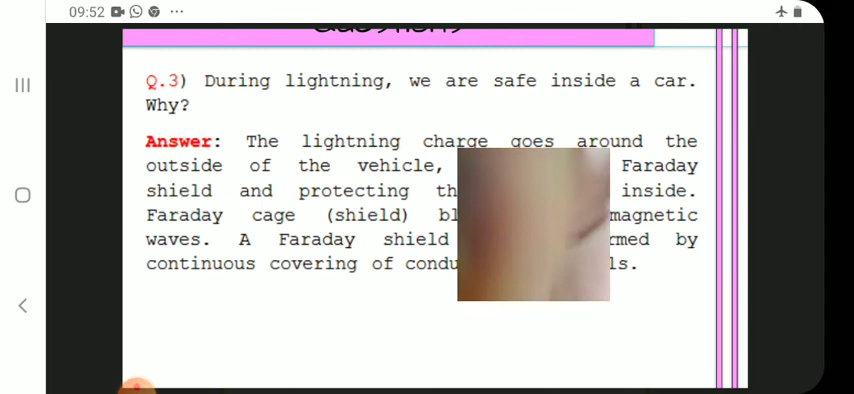 09:52
Q.3) During lightning, we are safe inside a car.
Why?
Answer: The lightning charge goes around the
outside of the vehicle, Faraday
shield and protecting inside.
Faraday cage (shield) magnetic
waves. A Faraday shield by
continuous covering of